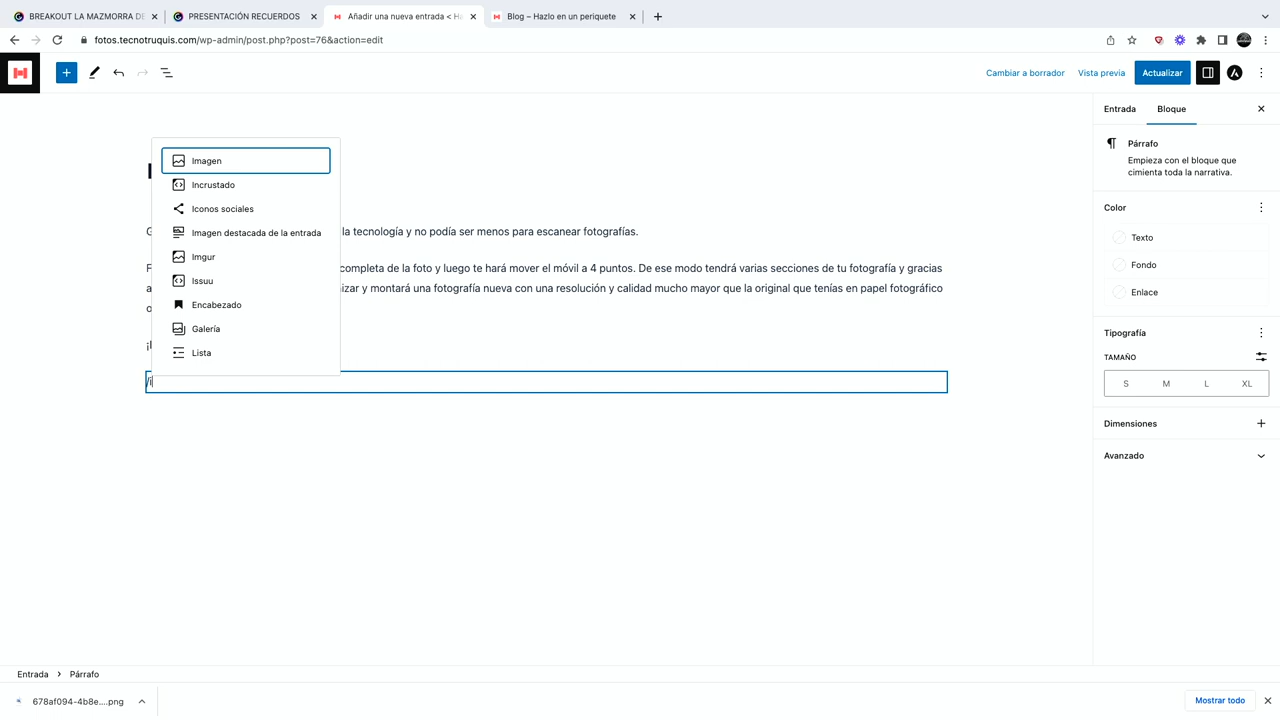 BREAKOUT LA MAZMORRA DE
PRESENTACIÓN RECUERDOS
Añadir una nueva entrada < Ha
Blog – Hazlo en un periquete
fotos.tecnotruquis.com/wp-admin/post.php?post=76&action=edit
Cambiar a borrador
Vista previa
Actualizar
Entrada
Bloque
Párrafo
Empieza con el bloque que
cimienta toda la narrativa.
Color
Texto
Fondo
Enlace
Tipografía
TAMAÑO
S M L XL
Dimensiones
Avanzado
Imagen
Incrustado
Iconos sociales
Imagen destacada de la entrada
Imgur
Issuu
Encabezado
Galería
Lista
la tecnología y no podía ser menos para escanear fotografías.
completa de la foto y luego te hará mover el móvil a 4 puntos. De ese modo tendrá varias secciones de tu fotografía y gracias
izar y montará una fotografía nueva con una resolución y calidad mucho mayor que la original que tenías en papel fotográfico
/i
Entrada > Párrafo
678af094-4b8e....png
Mostrar todo